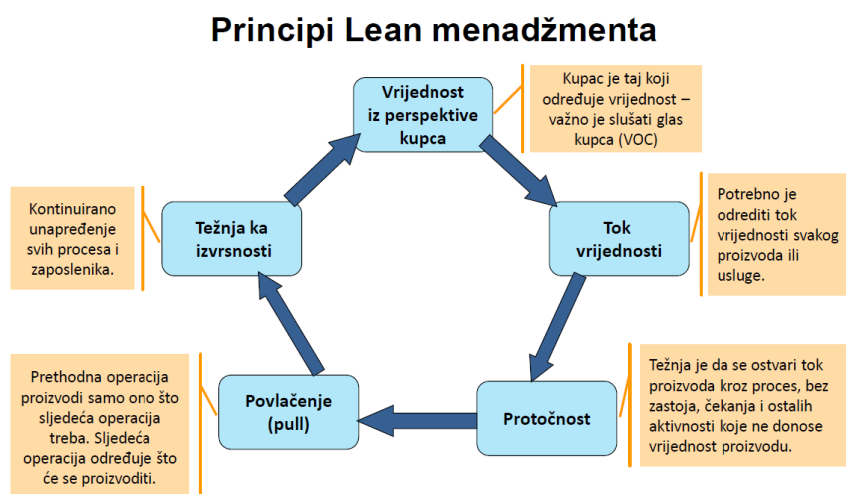 Principi Lean menadžmenta
Vrijednost
iz perspektive
kupca
Kupac je taj koji
određuje vrijednost –
važno je slušati glas
kupca (VOC)
Tok
vrijednosti
Potrebno je
odrediti tok
vrijednosti svakog
proizvoda ili
usluge.
Protočnost
Težnja je da se ostvari tok
proizvoda kroz proces, bez
zastoja, čekanja i ostalih
aktivnosti koje ne donose
vrijednost proizvodu.
Povlačenje
(pull)
Prethodna operacija
proizvodi samo ono što
sljedeća operacija
treba. Sljedeća
operacija određuje što
će se proizvoditi.
Težnja ka
izvrsnosti
Kontinuirano
unapređenje
svih procesa i
zaposlenika.